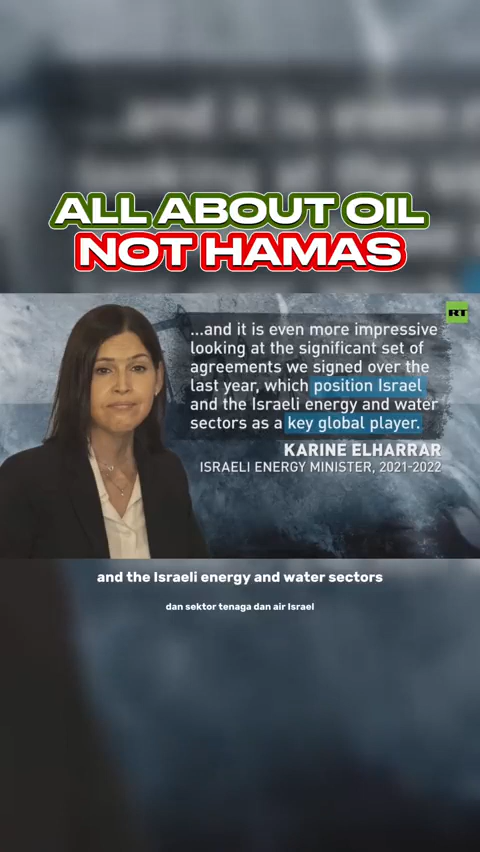 ALL ABOUT OIL
NOT HAMAS
RT
...and it is even more impressive
looking at the significant set of
agreements we signed over the
last year, which position Israel
and the Israeli energy and water
sectors as a key global player.
KARINE ELHARRAR
ISRAELI ENERGY MINISTER, 2021-2022
and the Israeli energy and water sectors
dan sektor tenaga dan air Israel